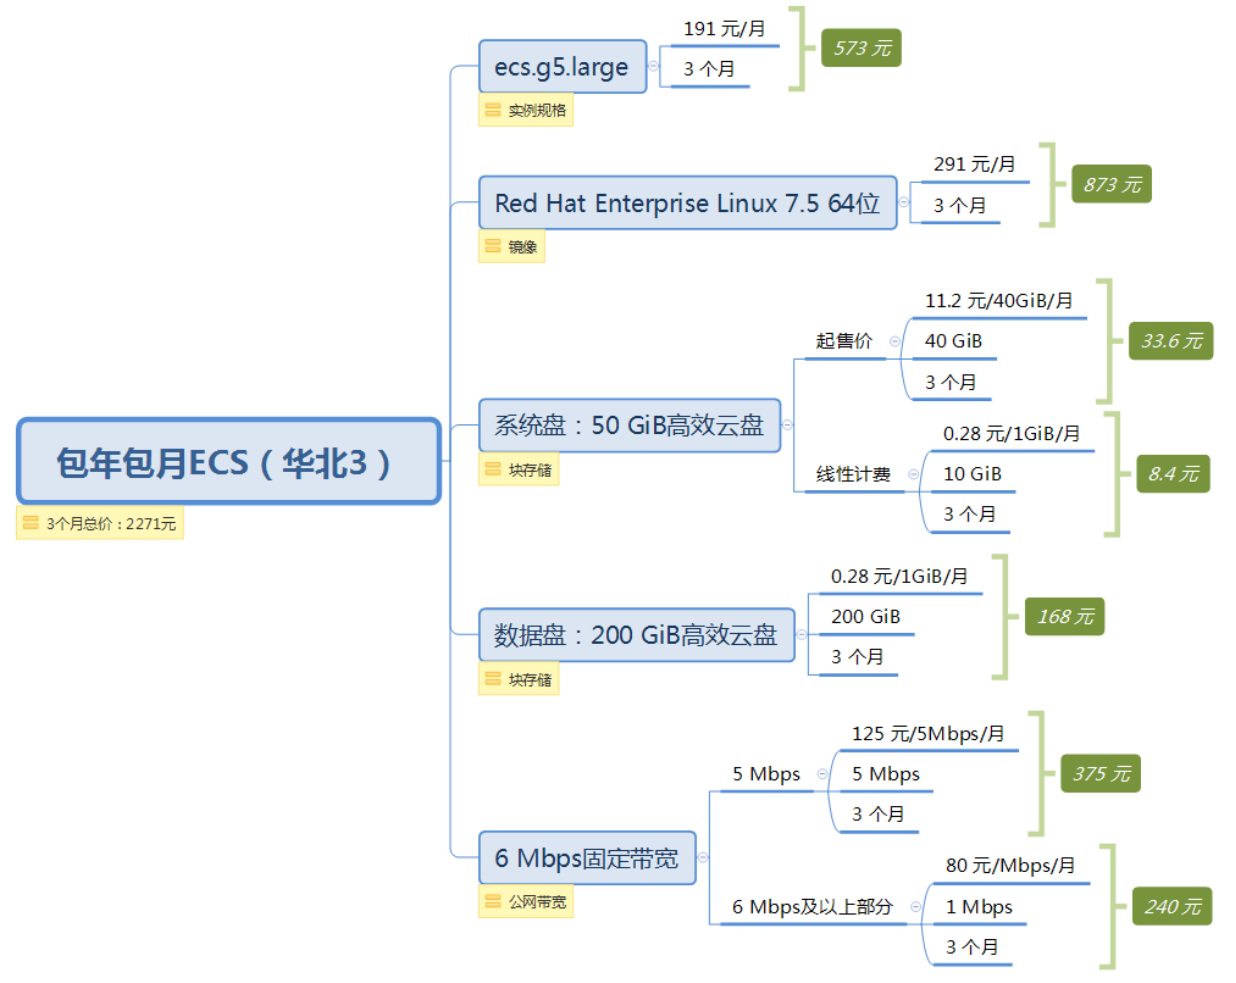 包年包月ECS（华北3）
3个月总价：2271元
ecs.g5.large
实例规格
191 元/月
3 个月
573 元
Red Hat Enterprise Linux 7.5 64位
镜像
291 元/月
3 个月
873 元
系统盘：50 GiB高效云盘
块存储
起售价
11.2 元/40GiB/月
40 GiB
3 个月
33.6 元
线性计费
0.28 元/1GiB/月
10 GiB
3 个月
8.4 元
数据盘：200 GiB高效云盘
块存储
0.28 元/1GiB/月
200 GiB
3 个月
168 元
6 Mbps固定带宽
公网带宽
5 Mbps
125 元/5Mbps/月
5 Mbps
3 个月
375 元
6 Mbps及以上部分
80 元/Mbps/月
1 Mbps
3 个月
240 元